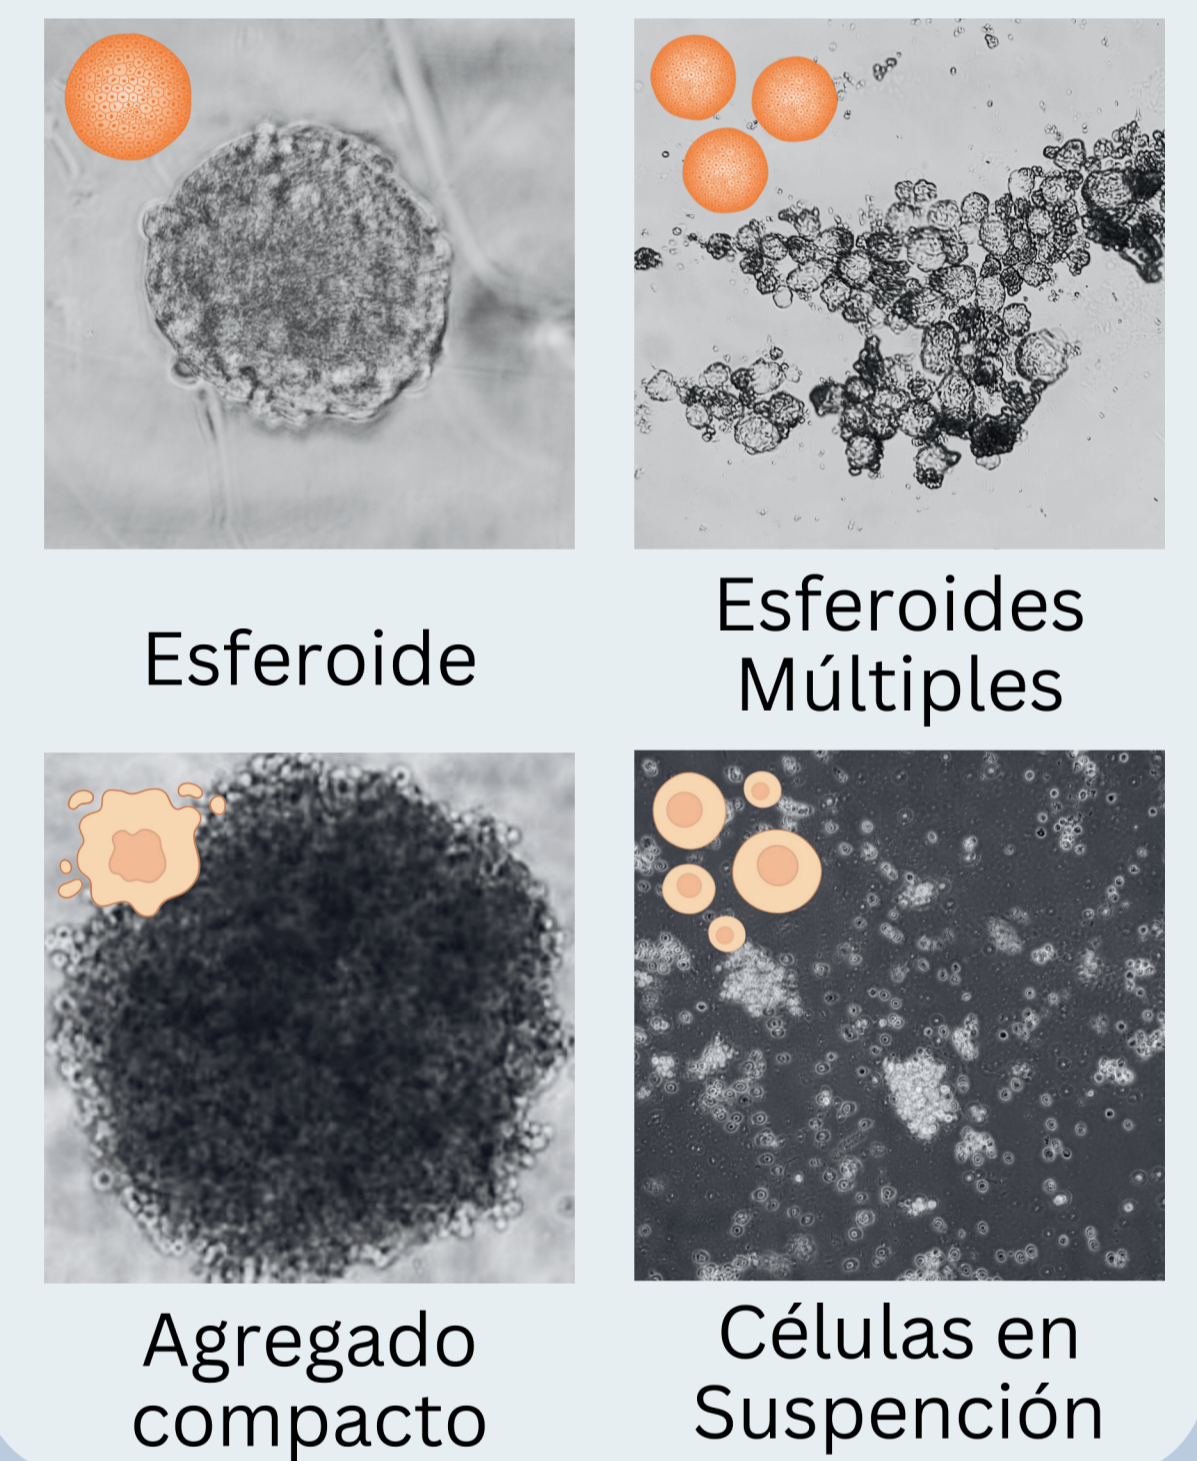 Esferoide
Esferoides
Múltiples
Agregado
compacto
Células en
Suspención